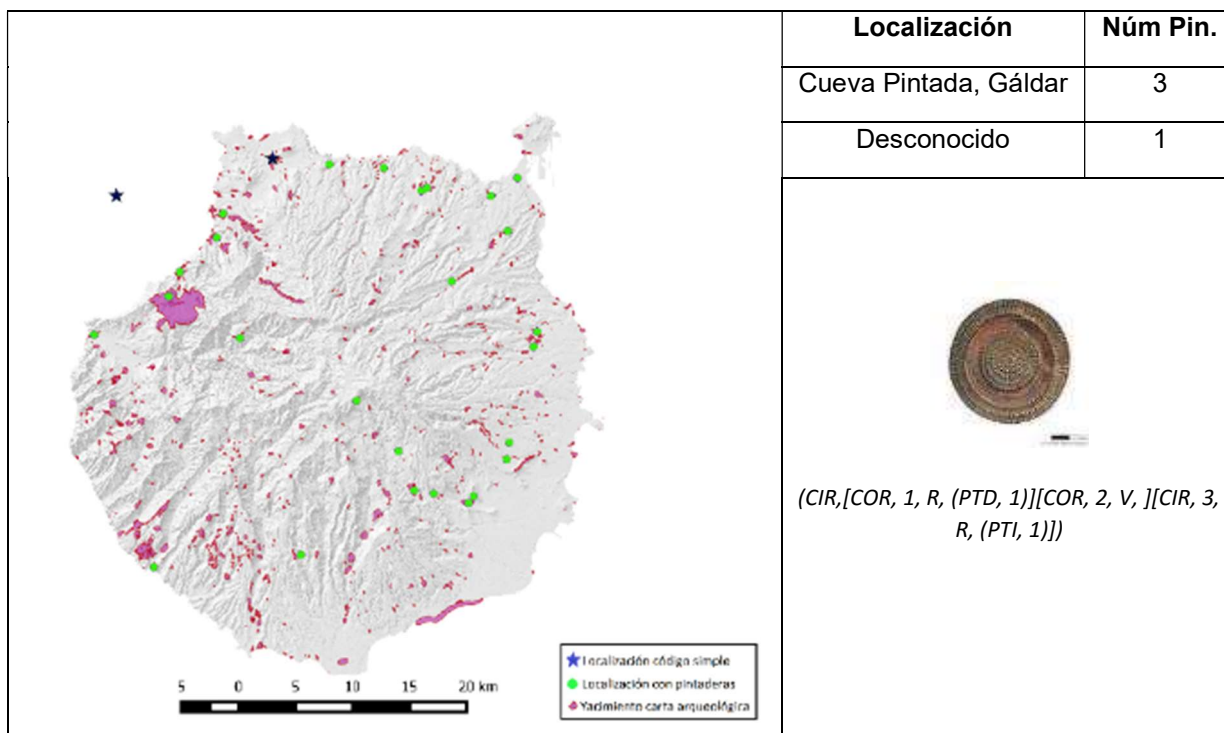 Localización Núm Pin.
Cueva Pintada, Gáldar 3
Desconocido 1
(CIR,[COR, 1, R, (PTD, 1)][COR, 2, V, ][CIR, 3,
R, (PTI, 1)])
Localización código simple
Localización con pintaderas
Yacimiento carta arqueológica
5 0 5 10 15 20 km